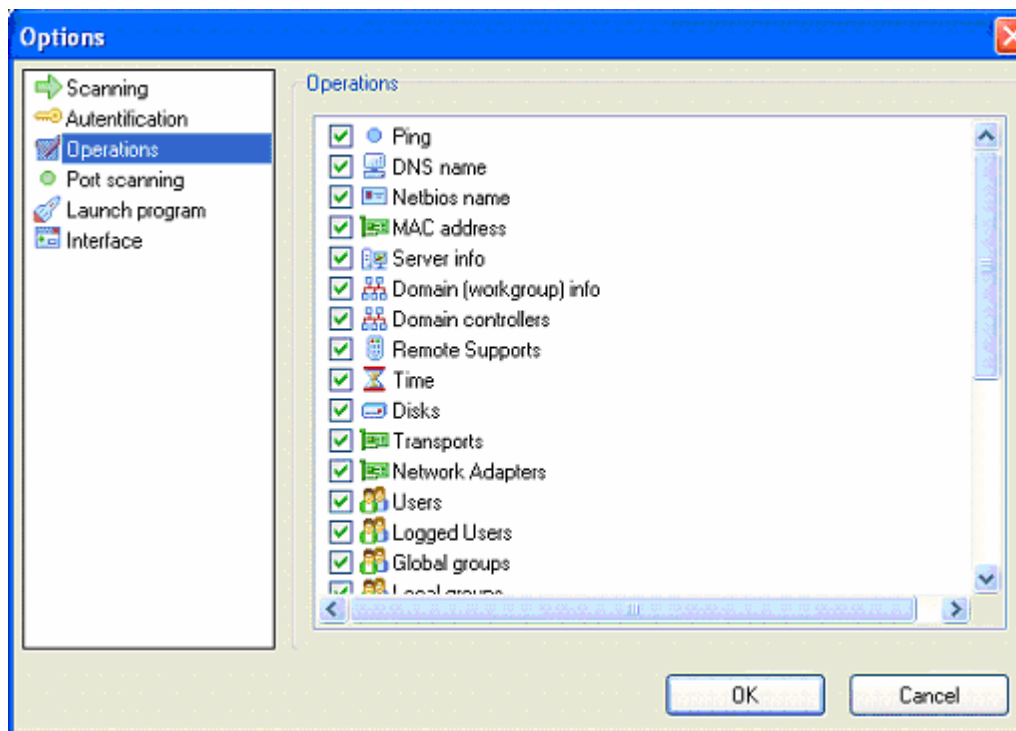 Options
Scanning
Autentification
Operations
Port scanning
Launch program
Interface
Operations
Ping
DNS name
Netbios name
MAC address
Server info
Domain (workgroup) info
Domain controllers
Remote Supports
Time
Disks
Transports
Network Adapters
Users
Logged Users
Global groups
Local groups
OK
Cancel